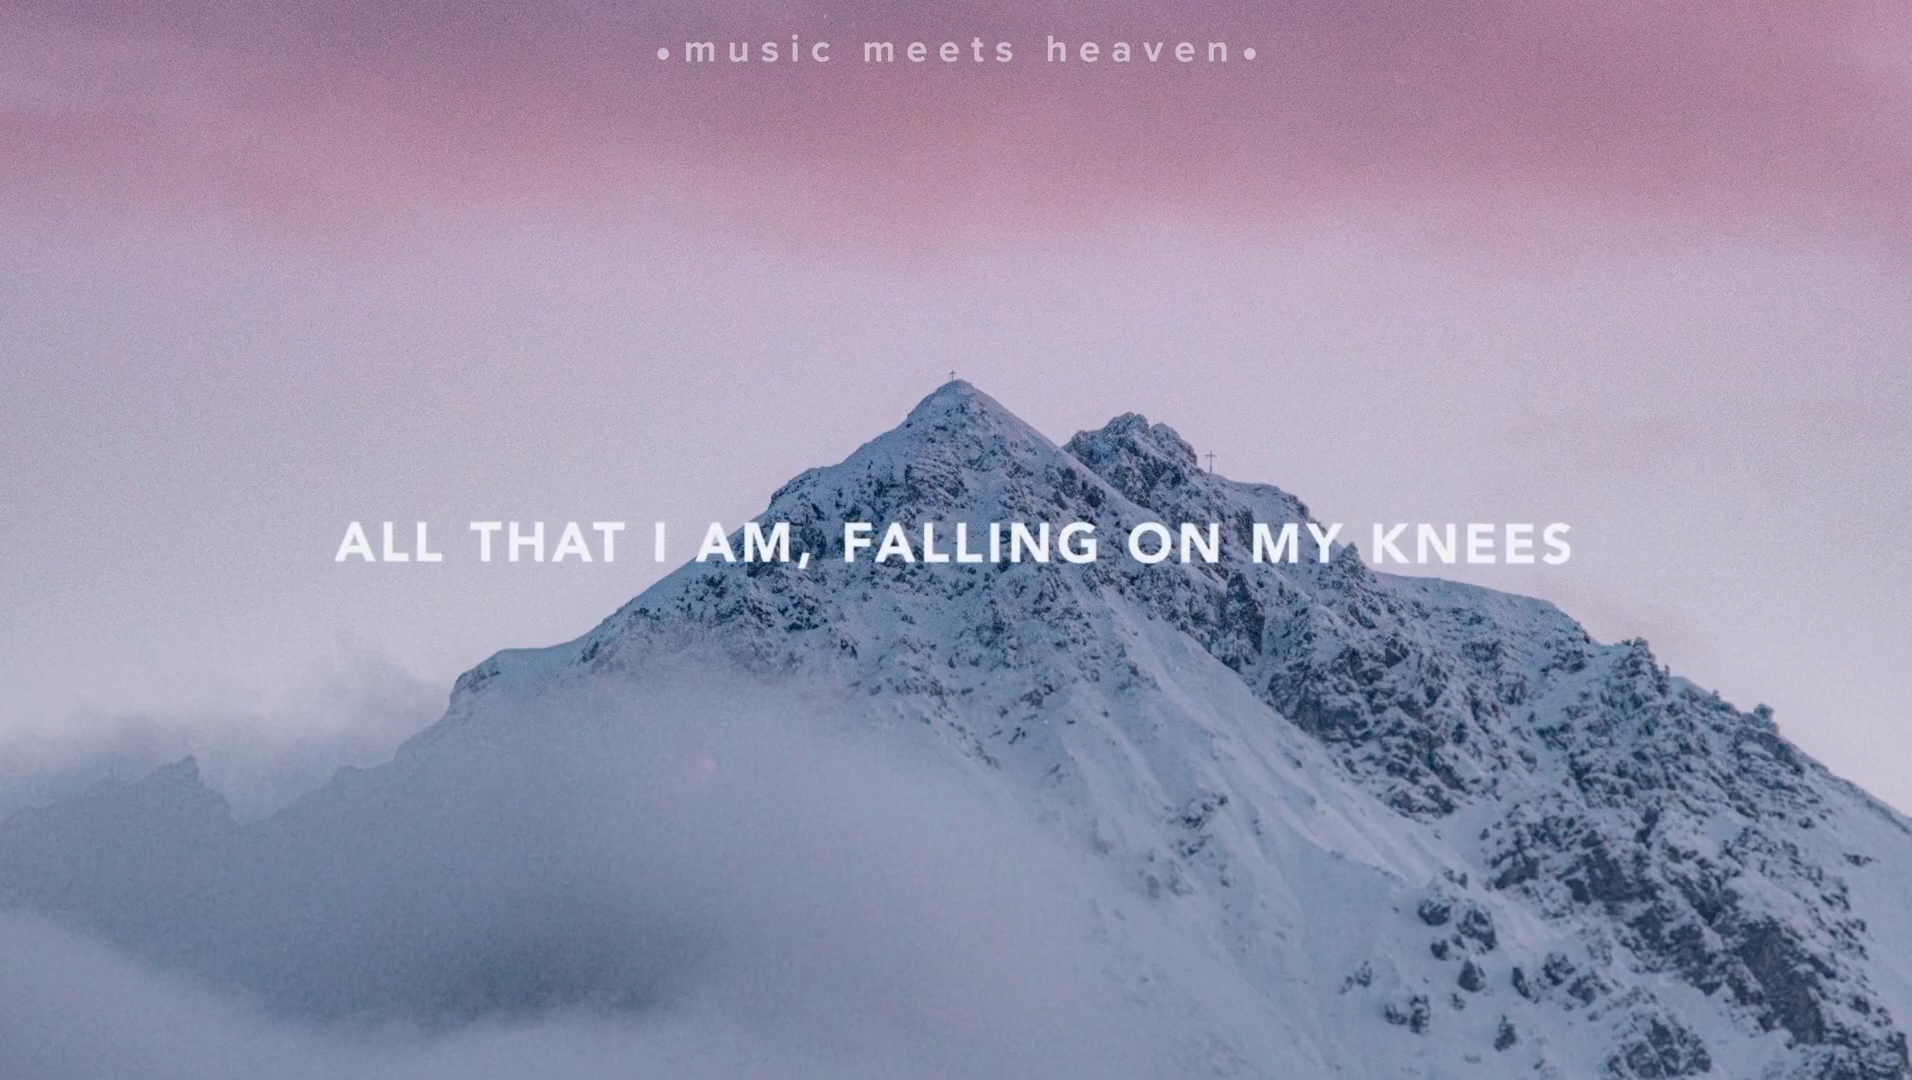 •music meets heaven•
ALL THAT I AM, FALLING ON MY KNEES